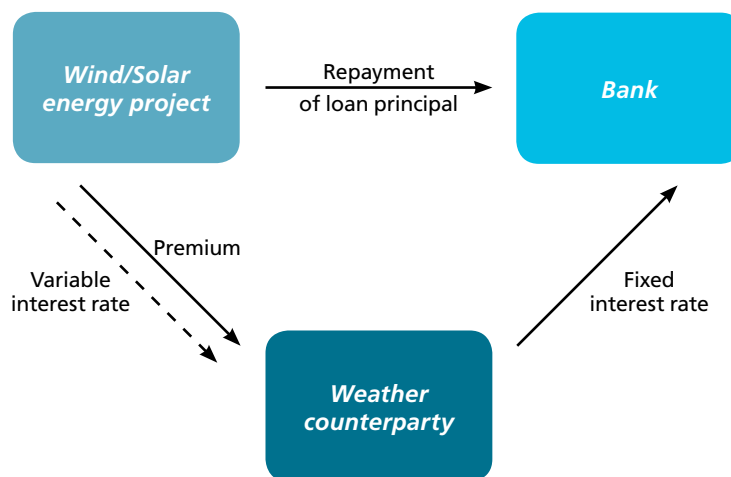 Wind/Solar
energy project
Repayment
of loan principal
Bank
Premium
Variable
interest rate
Fixed
interest rate
Weather
counterparty